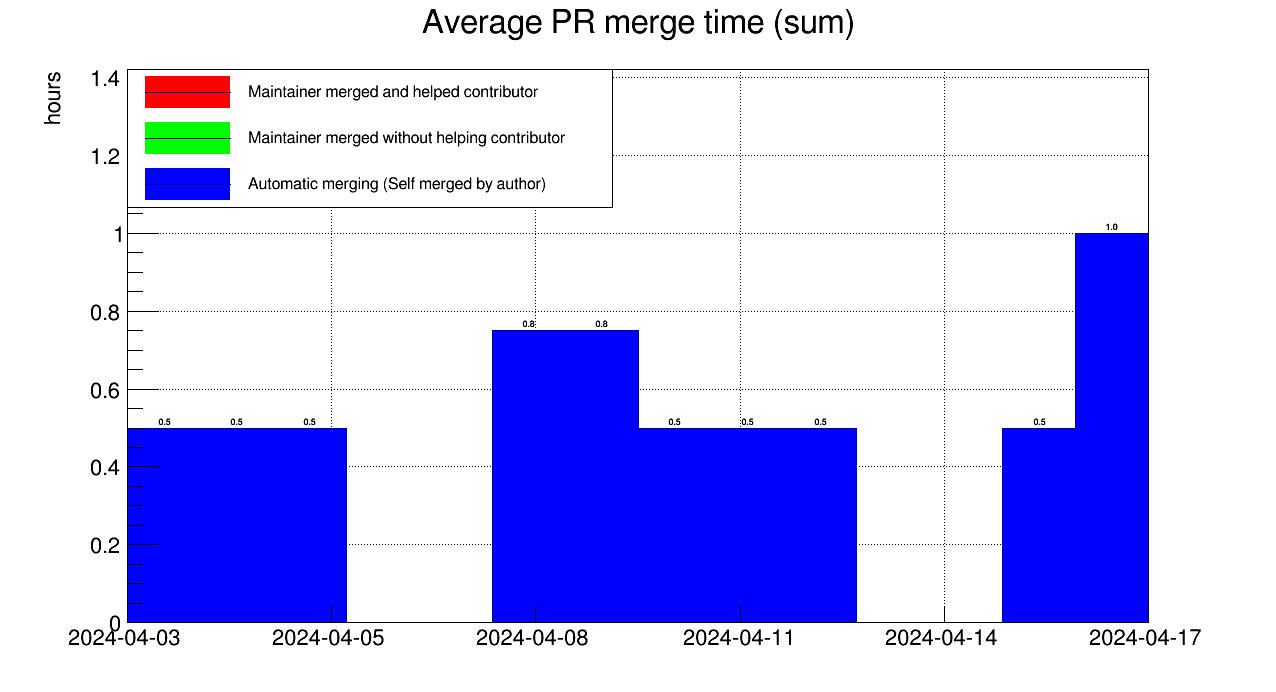 Average PR merge time (sum)
hours
1.4
1.2
1
0.8
0.6
0.4
0.2
0
Maintainer merged and helped contributor
Maintainer merged without helping contributor
Automatic merging (Self merged by author)
0.5 0.5 0.5 0.8 0.8 0.5 0.5 0.5 0.5 1.0
2024-04-03 2024-04-05 2024-04-08 2024-04-11 2024-04-14 2024-04-17